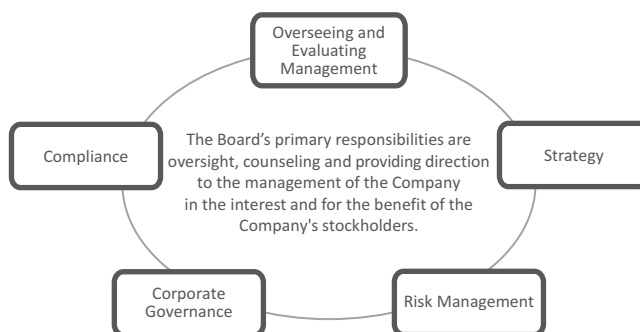 Overseeing and
Evaluating
Management
Compliance
The Board’s primary responsibilities are
oversight, counseling and providing direction
to the management of the Company
in the interest and for the benefit of the
Company's stockholders.
Strategy
Corporate
Governance
Risk Management